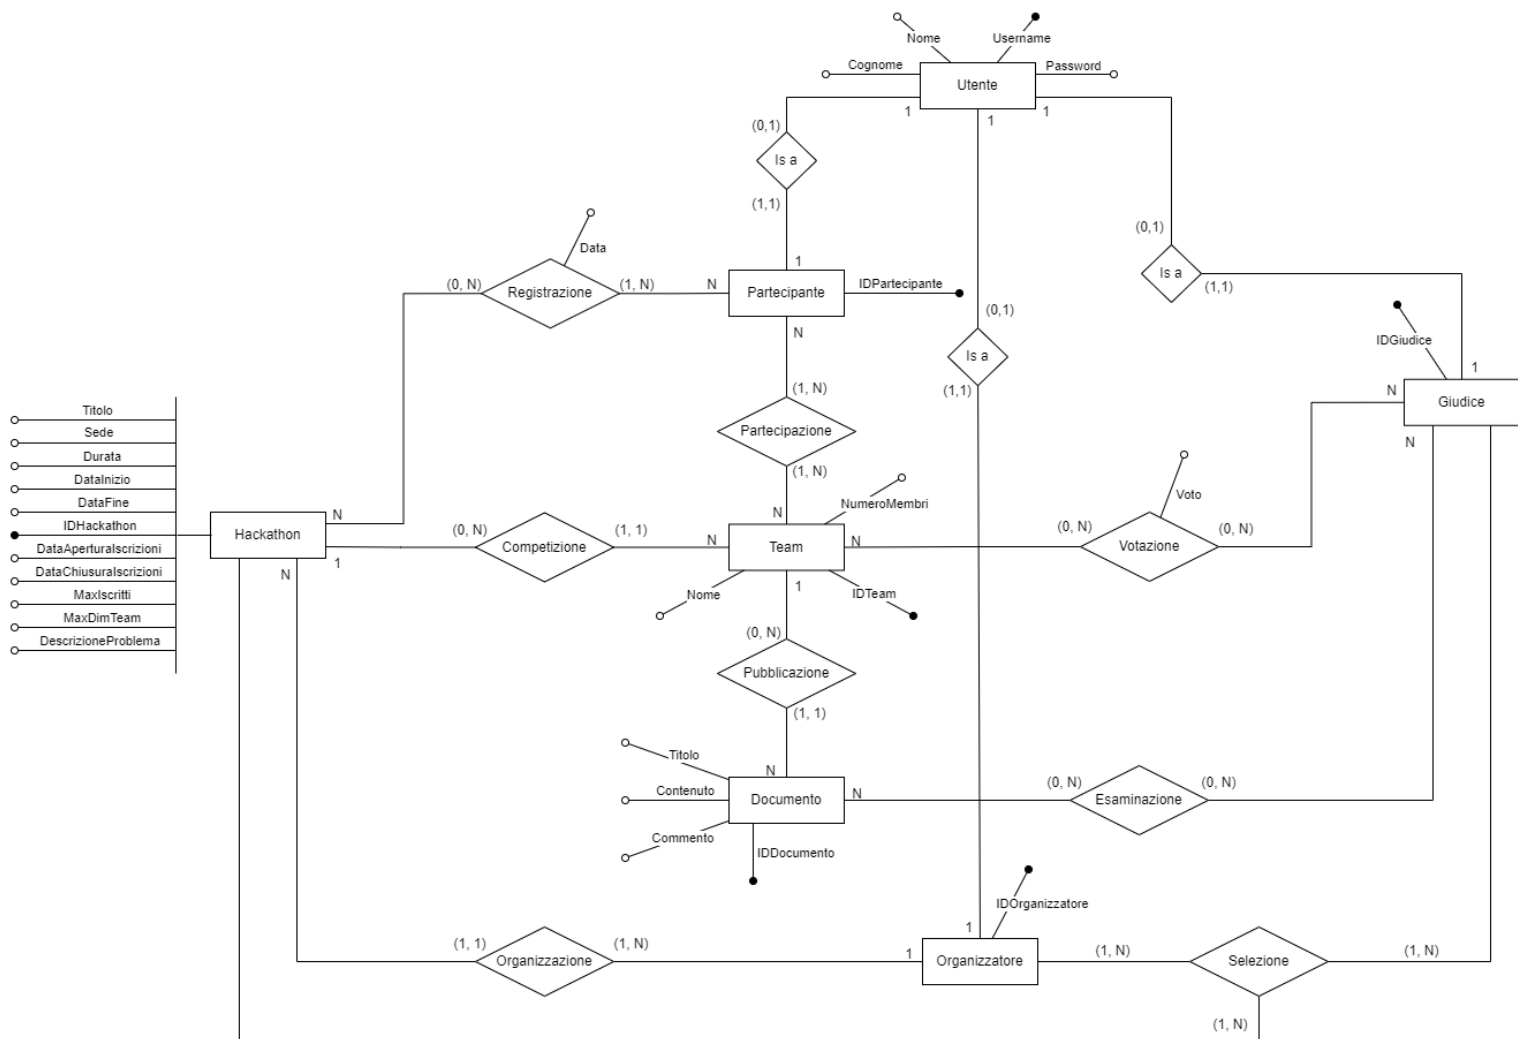 Nome
Username
Cognome
Utente
Password
1
1
1
(0,1)
Is a
(1,1)
1
(0,1)
Is a
(1,1)
1
Data
(0, N)
Registrazione
(1, N)
N
Partecipante
IDPartecipante
N
(0,1)
Is a
(1,1)
IDGiudice
N
Giudice
N
(1, N)
Partecipazione
(1, N)
N
Titolo
Sede
Durata
DataInizio
DataFine
IDHackathon
DataAperturaIscrizioni
DataChiusuraIscrizioni
MaxIscritti
MaxDimTeam
DescrizioneProblema
N
Hackathon
1
N
(0, N)
Competizione
(1, 1)
N
Team
NumeroMembri
N
Nome
1
IDTeam
Voto
(0, N)
Votazione
(0, N)
(0, N)
Pubblicazione
(1, 1)
N
Titolo
Contenuto
Documento
N
Commento
IDDocumento
(0, N)
Esaminazione
(0, N)
IDOrganizzatore
1
(1, 1)
Organizzazione
(1, N)
1
Organizzatore
(1, N)
Selezione
(1, N)
(1, N)